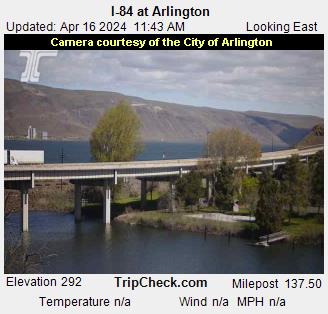 I-84 at Arlington
Updated: Apr 16 2024 11:43 AM Looking East
Camera courtesy of the City of Arlington
Elevation 292 TripCheck.com Milepost 137.50
Temperature n/a Wind n/a MPH n/a